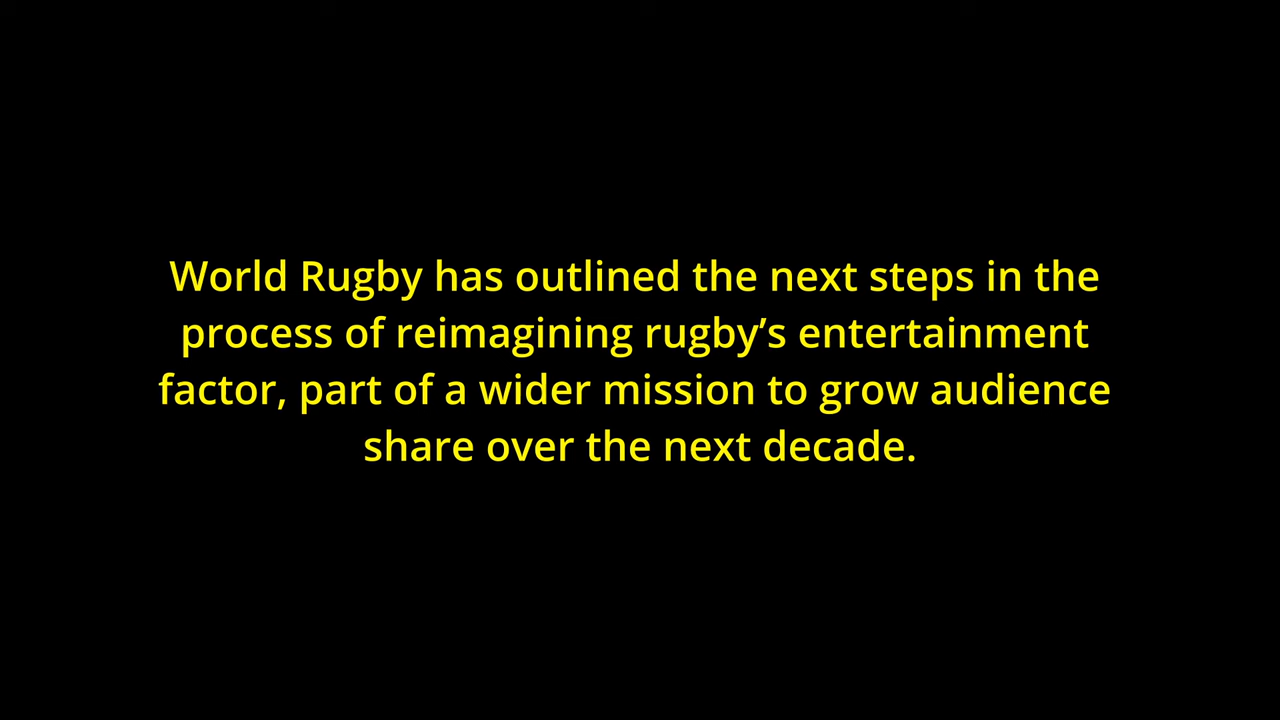 World Rugby has outlined the next steps in the
process of reimagining rugby’s entertainment
factor, part of a wider mission to grow audience
share over the next decade.